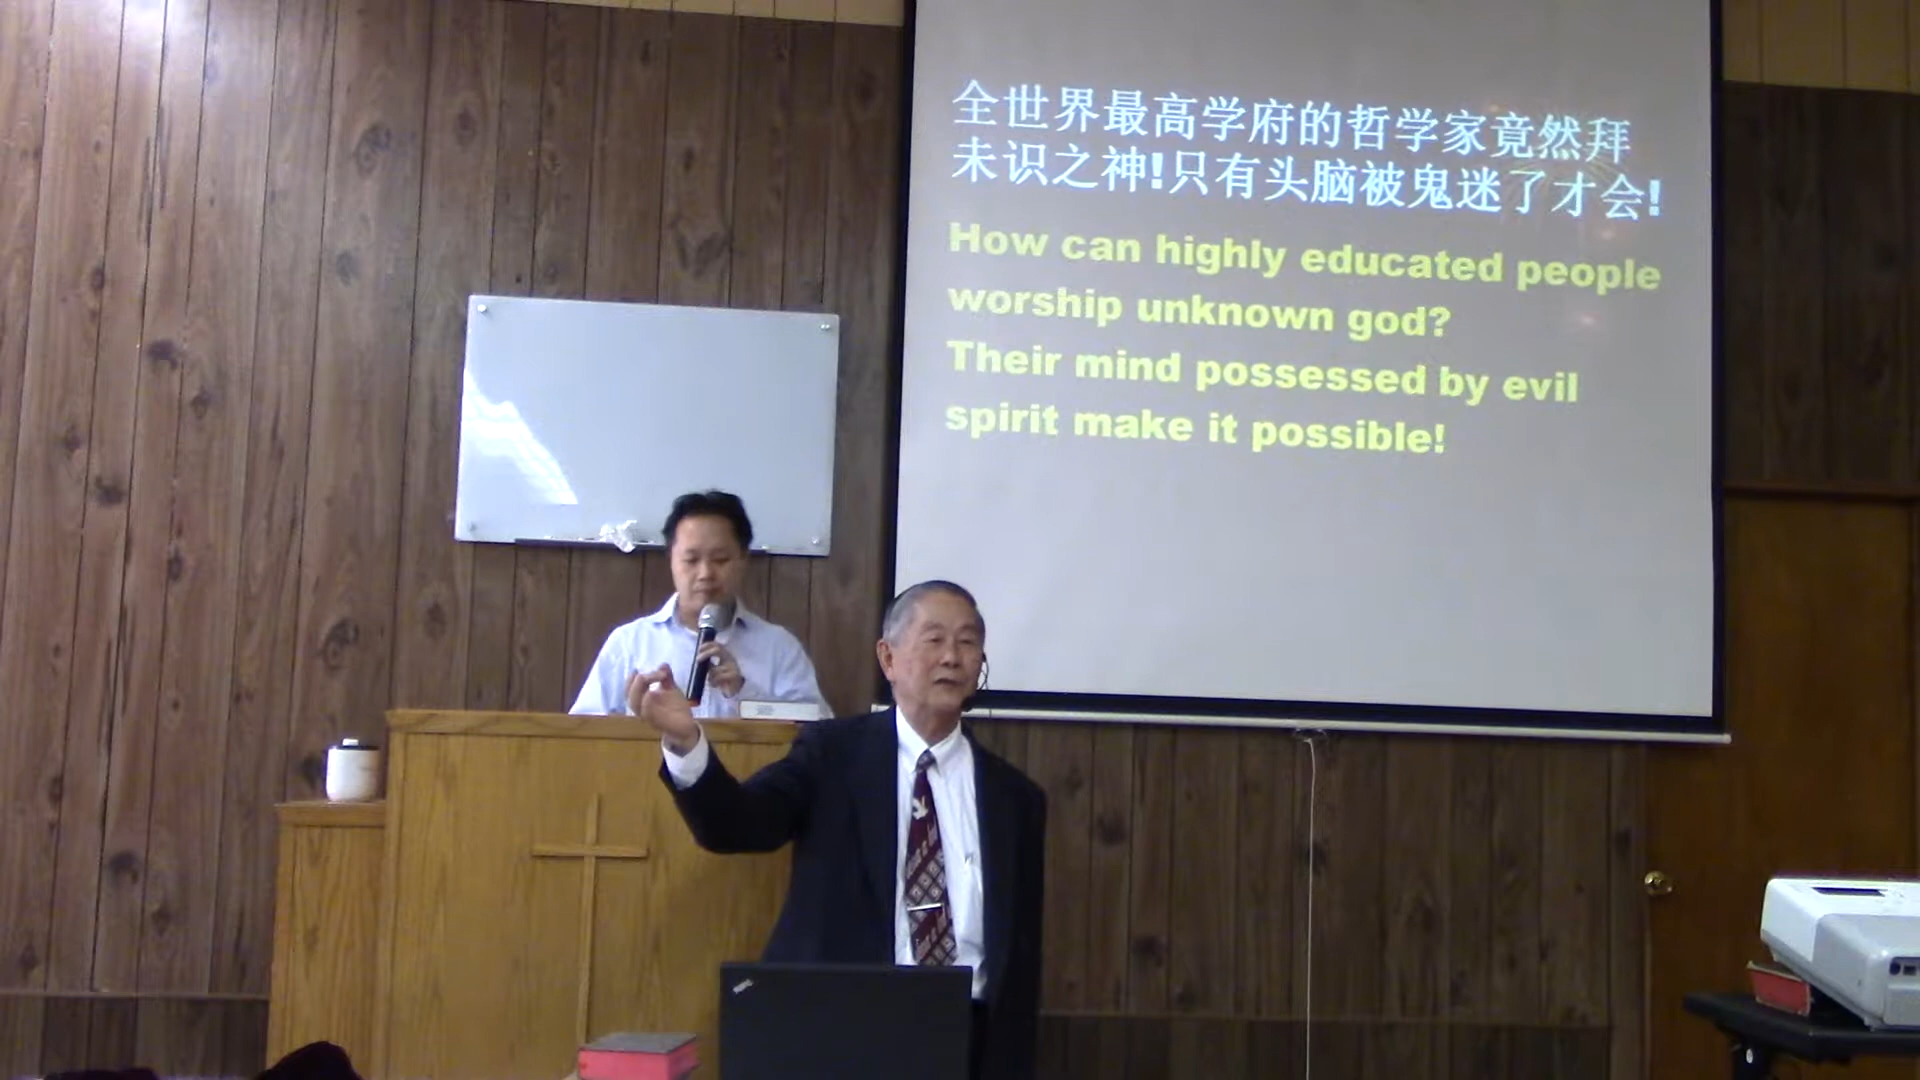 全世界最高学府的哲学家竟然拜
未识之神!只有头脑被鬼迷了才会!
How can highly educated people
worship unknown god?
Their mind possessed by evil
spirit make it possible!